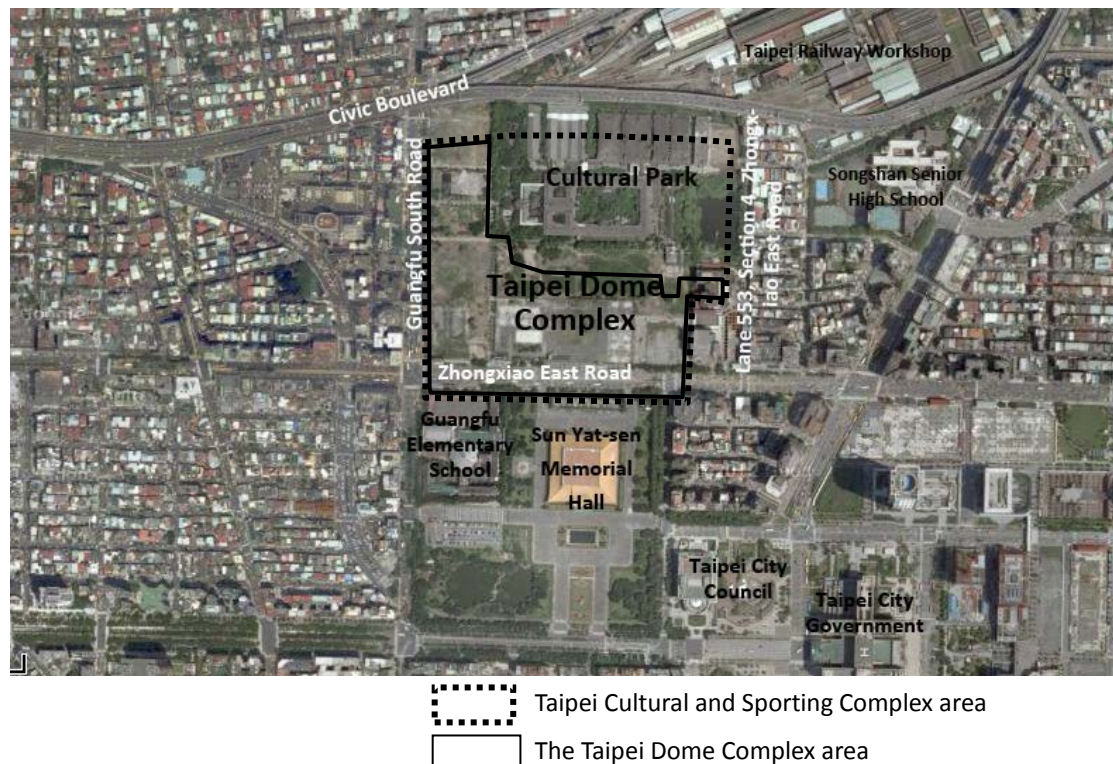 Taipei Railway Workshop
Civic Boulevard
Guangfu South Road
Cultural Park
Lane 553, Section 4, Zhongx-
iao East Road
Songshan Senior
High School
Taipei Dome
Complex
Zhongxiao East Road
Guangfu
Elementary
School
Sun Yat-sen
Memorial
Hall
Taipei City
Council
Taipei City
Government
H
Taipei Cultural and Sporting Complex area
The Taipei Dome Complex area